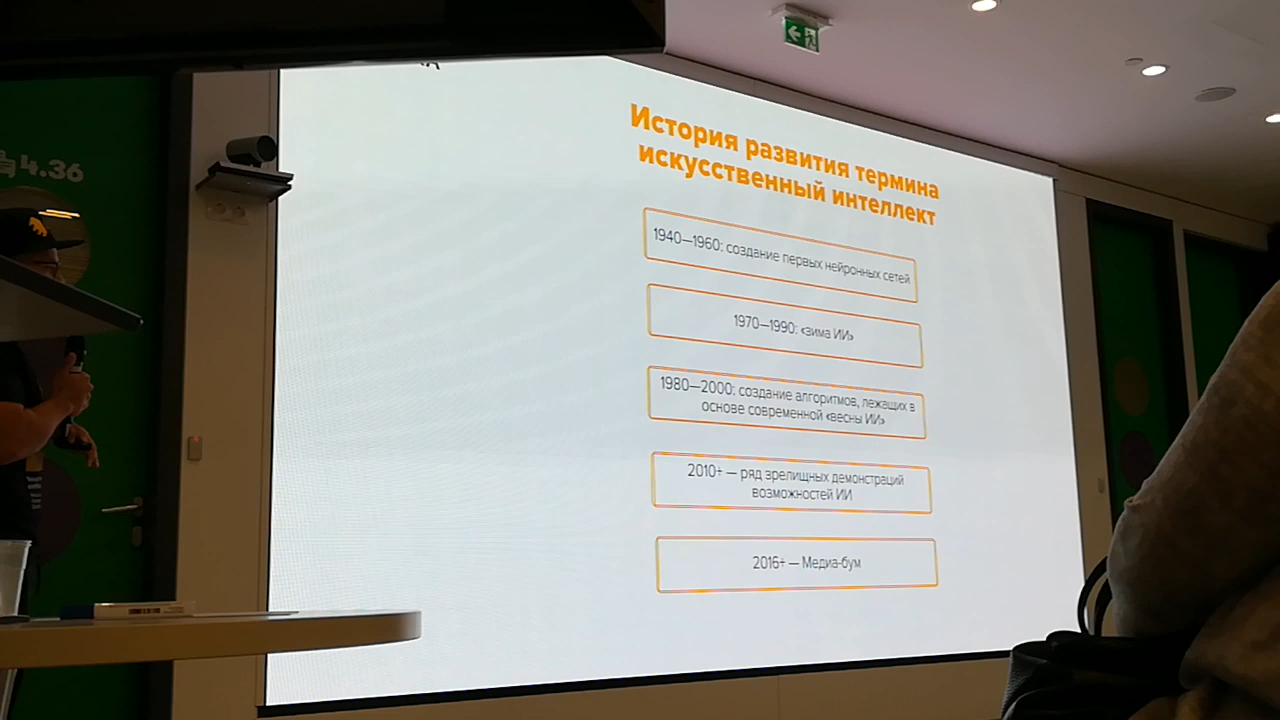 4.36
История развития термина
искусственный интеллект
1940—1960: создание первых нейронных сетей
1970—1990: «зима ИИ»
1980—2000: создание алгоритмов, лежащих в
основе современной «весны ИИ»
2010+ — ряд зрелищных демонстраций
возможностей ИИ
2016+ — Медиа-бум